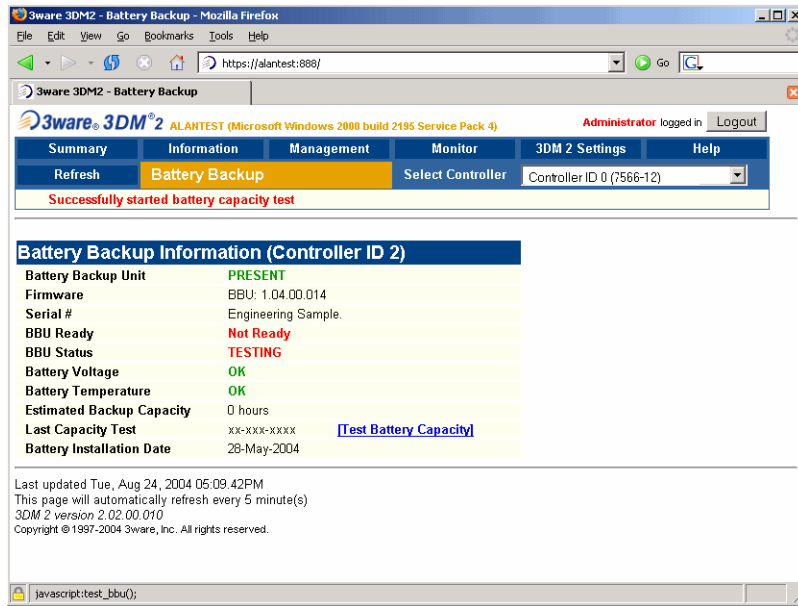 3ware 3DM2 - Battery Backup - Mozilla Firefox
File Edit View Go Bookmarks Tools Help
https://alantest:888/ Go G
3ware 3DM2 - Battery Backup
3ware® 3DM®2 ALANTEST (Microsoft Windows 2000 build 2195 Service Pack 4) Administrator logged in Logout
Summary Information Management Monitor 3DM 2 Settings Help
Refresh Battery Backup Select Controller Controller ID 0 (7566-12)
Successfully started battery capacity test
Battery Backup Information (Controller ID 2)
Battery Backup Unit PRESENT
Firmware BBU: 1.04.00.014
Serial # Engineering Sample.
BBU Ready Not Ready
BBU Status TESTING
Battery Voltage OK
Battery Temperature OK
Estimated Backup Capacity 0 hours
Last Capacity Test xx-xxx-xxxx [Test Battery Capacity]
Battery Installation Date 28-May-2004
Last updated Tue, Aug 24, 2004 05:09.42PM
This page will automatically refresh every 5 minute(s)
3DM 2 version 2.02.00.010
Copyright © 1997-2004 3ware, Inc. All rights reserved.
javascript:test_bbu();